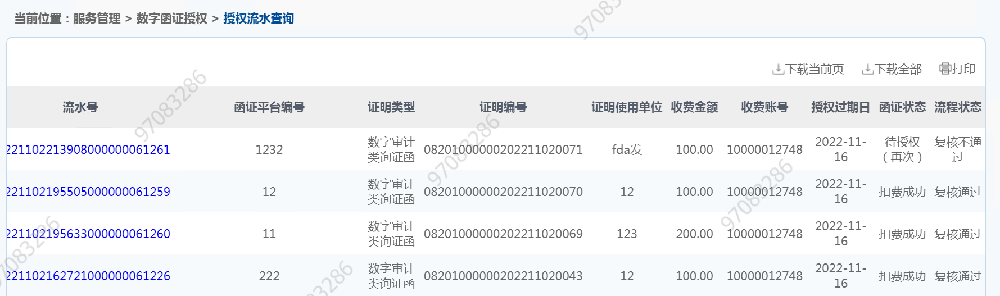 当前位置：服务管理 > 数字函证授权 > 授权流水查询
下载当前页 下载全部 打印
流水号 函证平台编号 证明类型 证明编号 证明使用单位 收费金额 收费账号 授权过期日 函证状态 流程状态
221102213908000000061261 1232 数字审计类询证函 08201000000202211020071 fda发 100.00 10000012748 2022-11-16 待授权（再次） 复核不通过
221102195505000000061259 12 数字审计类询证函 08201000000202211020070 12 100.00 10000012748 2022-11-16 扣费成功 复核通过
221102195633000000061260 11 数字审计类询证函 08201000000202211020069 123 200.00 10000012748 2022-11-16 扣费成功 复核通过
221102162721000000061226 222 数字审计类询证函 08201000000202211020043 12 100.00 10000012748 2022-11-16 扣费成功 复核通过
97083286
97083286
97083286
97083286
97083286